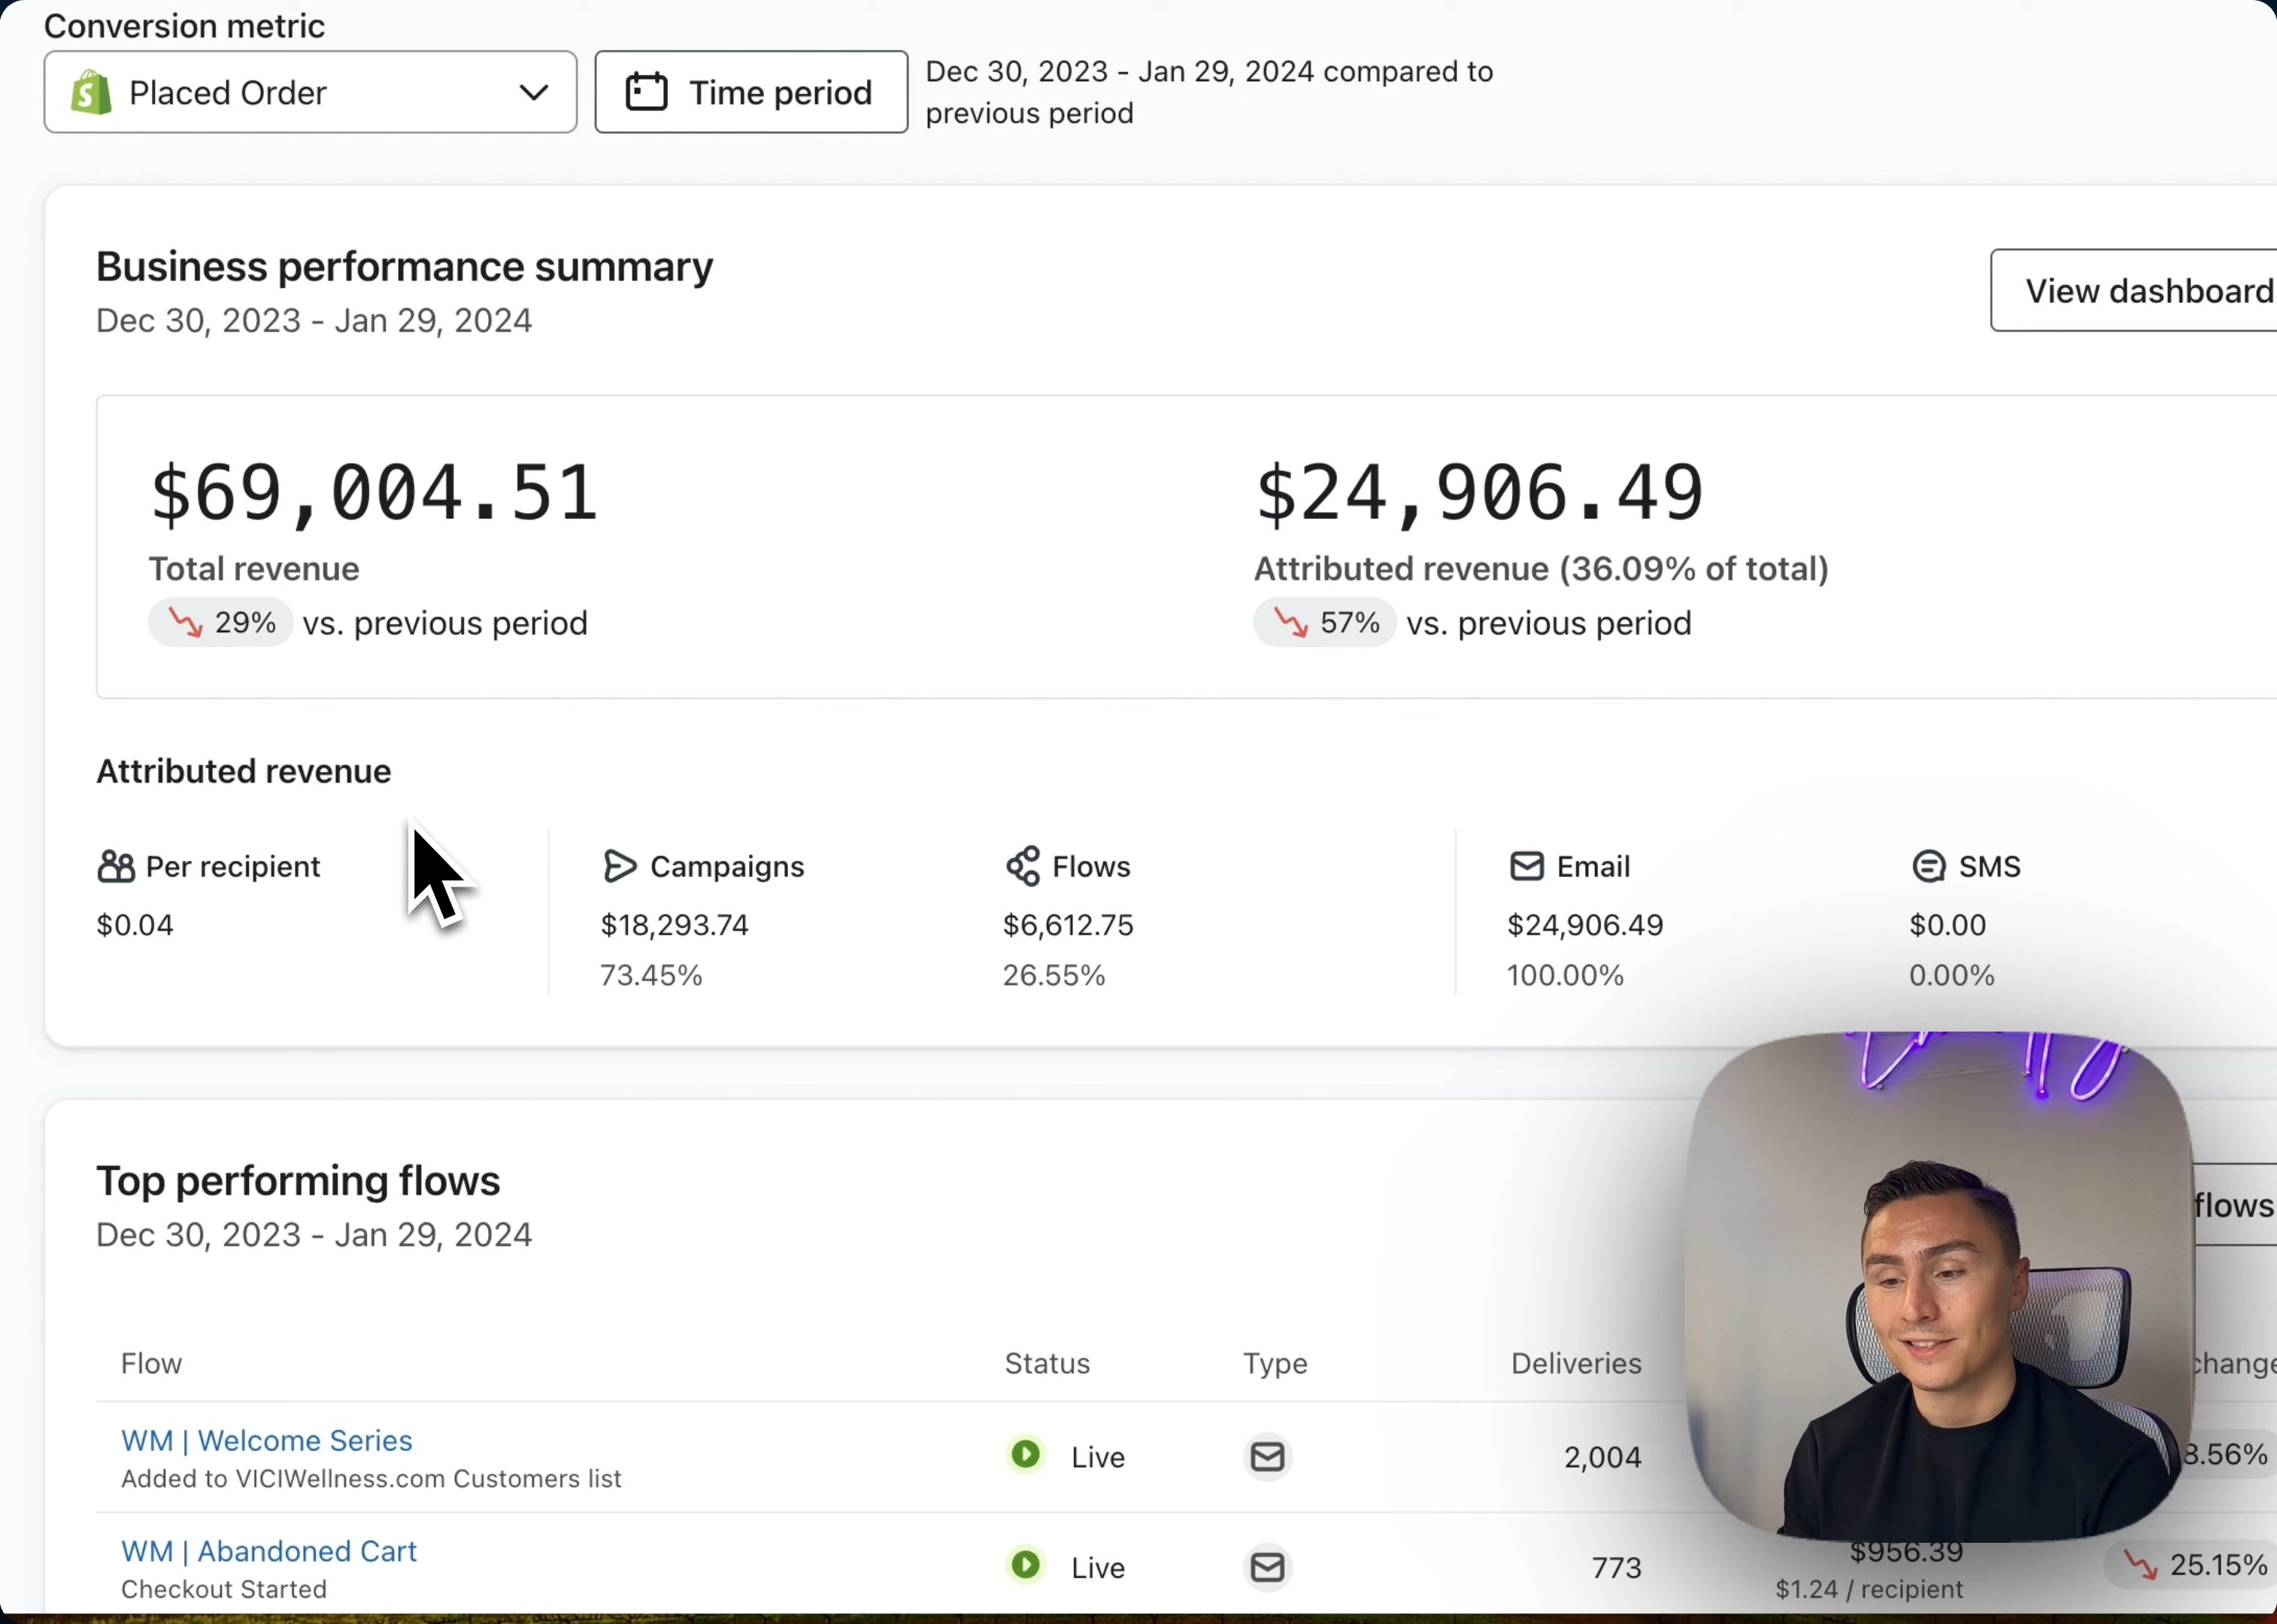 Conversion metric
Placed Order
Time period
Dec 30, 2023 - Jan 29, 2024 compared to
previous period
Business performance summary
Dec 30, 2023 - Jan 29, 2024
View dashboard
$69,004.51
Total revenue
29% vs. previous period
$24,906.49
Attributed revenue (36.09% of total)
57% vs. previous period
Attributed revenue
Per recipient
$0.04
Campaigns
$18,293.74
73.45%
Flows
$6,612.75
26.55%
Email
$24,906.49
100.00%
SMS
$0.00
0.00%
Top performing flows
Dec 30, 2023 - Jan 29, 2024
flows
Flow Status Type Deliveries change
WM | Welcome Series
Added to VICIWellness.com Customers list
Live
2,004
8.56%
WM | Abandoned Cart
Checkout Started
Live
773
$956.39
$1.24 / recipient
25.15%